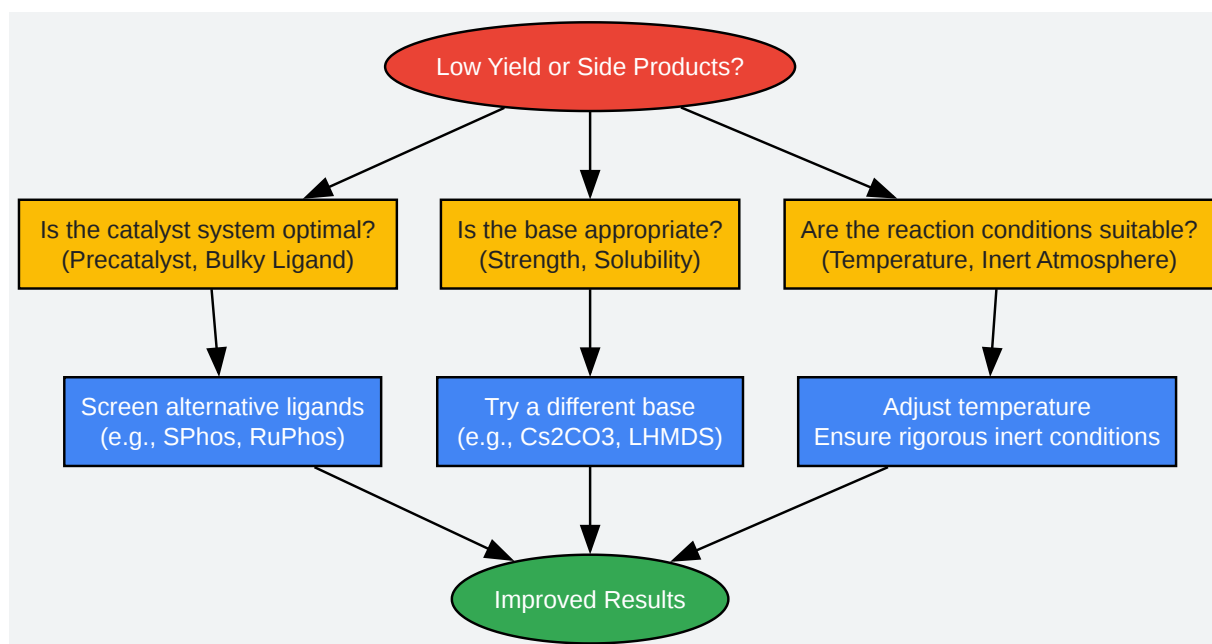 Low Yield or Side Products?
Is the catalyst system optimal?
(Precatalyst, Bulky Ligand)
Is the base appropriate?
(Strength, Solubility)
Are the reaction conditions suitable?
(Temperature, Inert Atmosphere)
Screen alternative ligands
(e.g., SPhos, RuPhos)
Try a different base
(e.g., Cs2CO3, LHMDS)
Adjust temperature
Ensure rigorous inert conditions
Improved Results